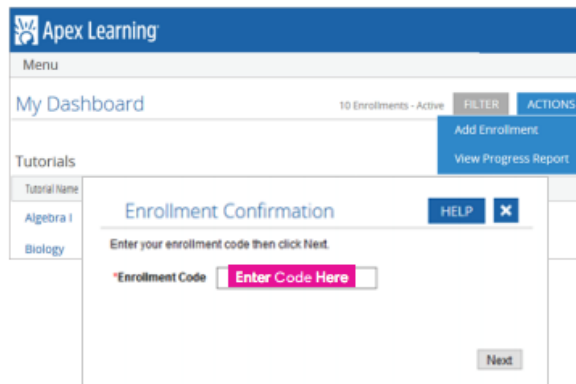 Apex Learning
Menu
My Dashboard
10 Enrollments - Active
FILTER
ACTIONS
Add Enrollment
View Progress Report
Tutorials
Tutorial Name
Algebra I
Biology
Enrollment Confirmation
HELP
X
Enter your enrollment code then click Next.
*Enrollment Code
Enter Code Here
Next